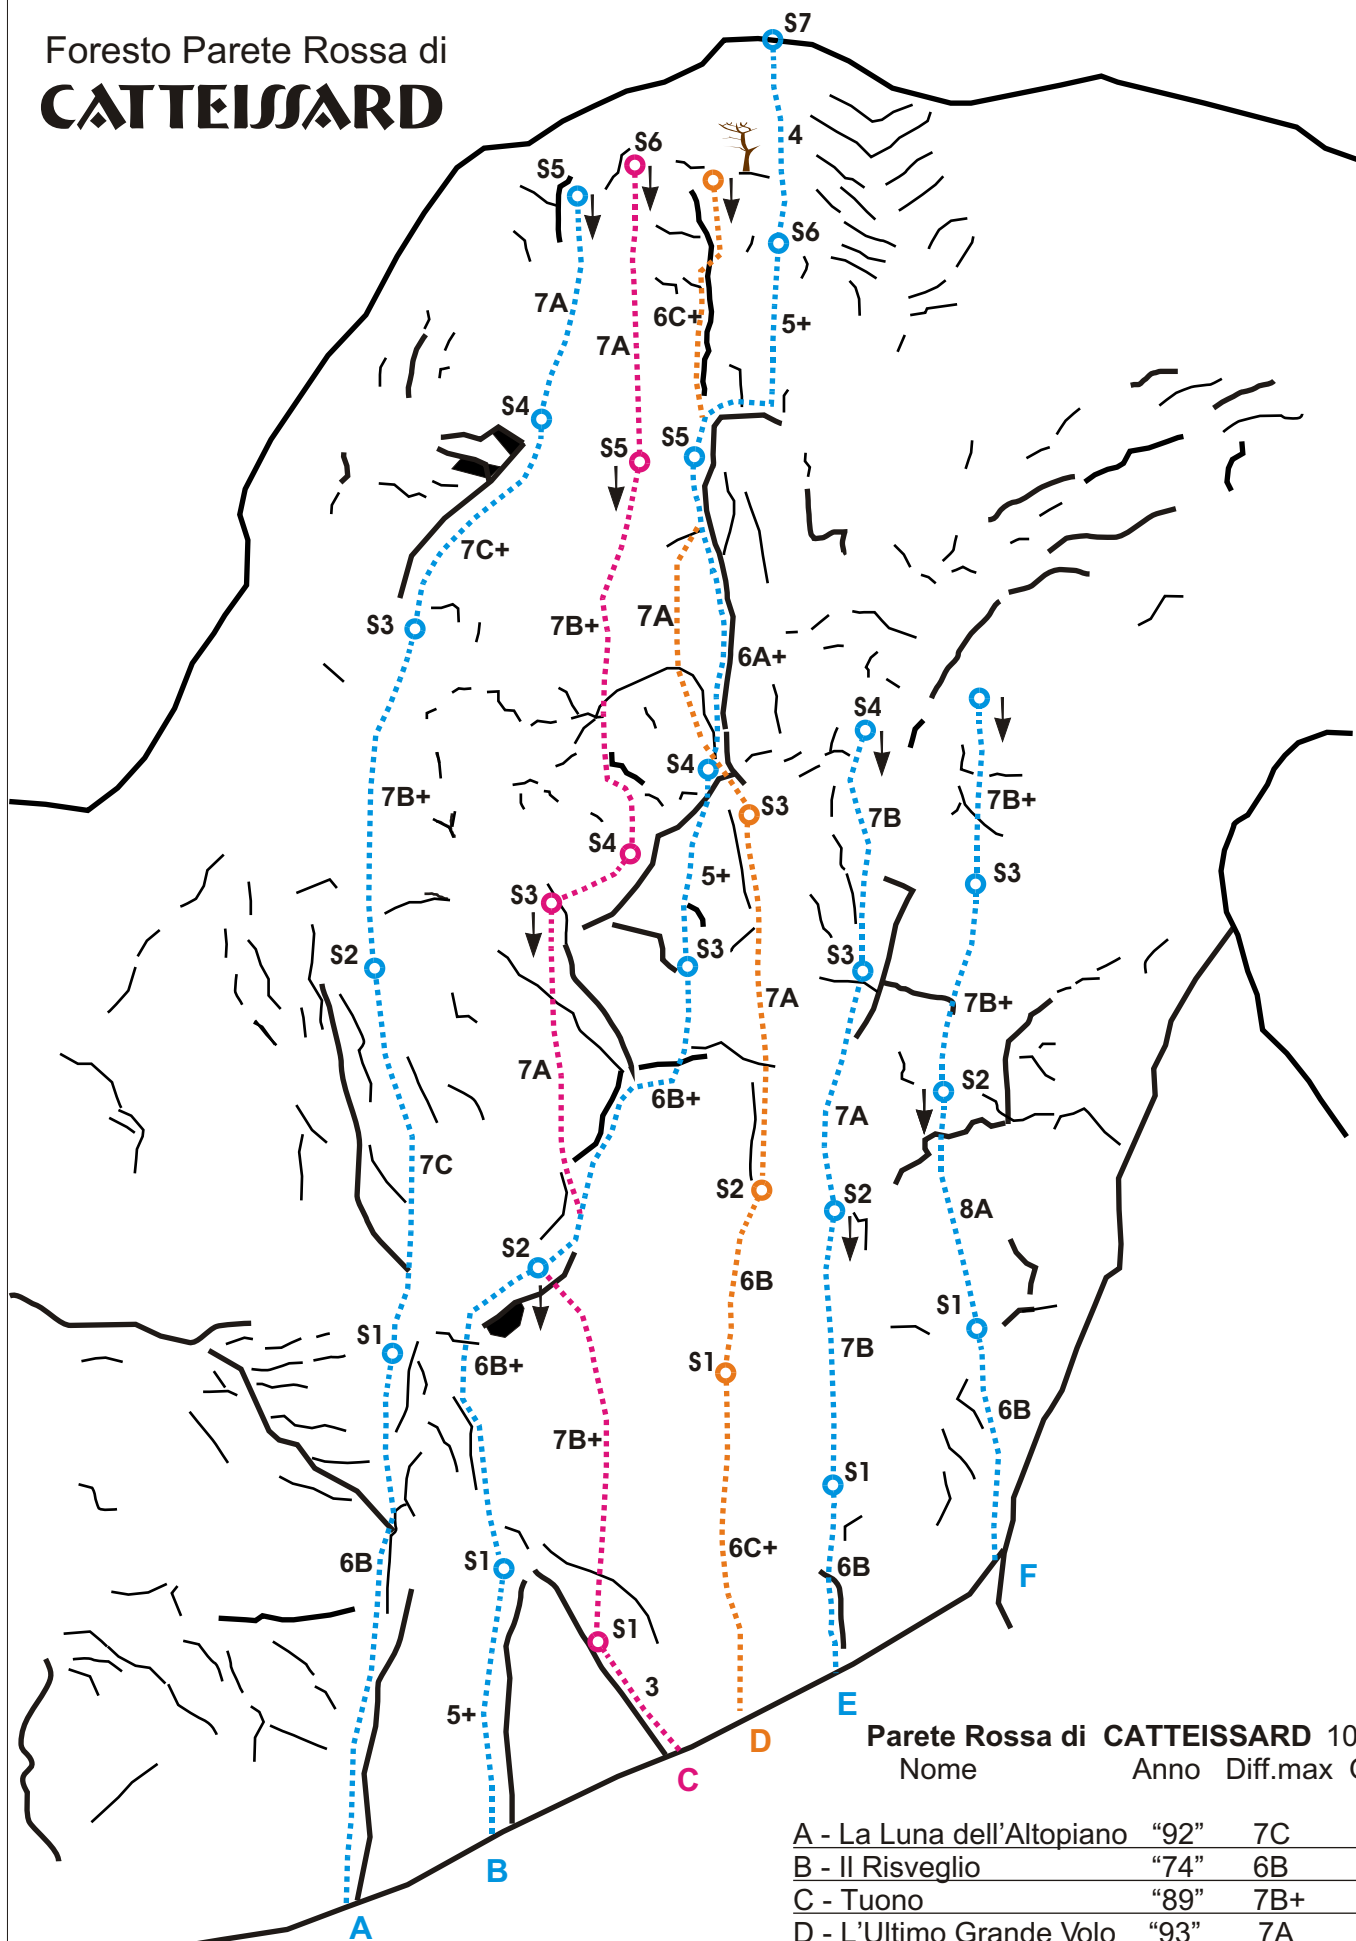 Foresto Parete Rossa di
CATTEISSARD
S7
4
S6
S5
S6
7A
6C+
5+
7A
S4
S5
S5
7C+
7B+
7A
S3
6A+
S4
S4
7B+
7B
7B+
S3
S4
5+
S3
S3
S2
S3
S3
7A
7B+
7A
6B+
S2
7A
7C
S2
S2
8A
S2
6B
S1
S1
7B
S1
6B+
6B
7B+
S1
6C+
6B
S1
6B
F
S1
3
5+
E
D
C
B
A
Parete Rossa di CATTEISSARD 10
Nome Anno Diff.max
A - La Luna dell'Altopiano “92” 7C
B - Il Risveglio “74” 6B
C - Tuono “89” 7B+
D - L'Ultimo Grande Volo “93” 7A